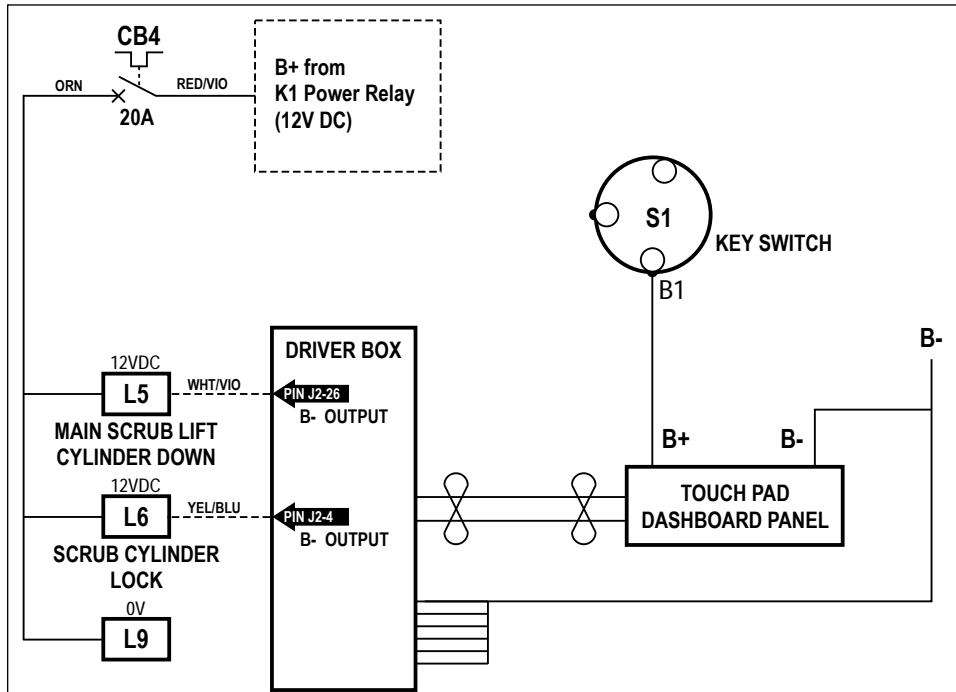 CB4
ORN
RED/VIO
20A
B+ from
K1 Power Relay
(12V DC)
S1
KEY SWITCH
B1
B-
DRIVER BOX
12VDC
L5
WHT/VIO
PIN J2-26
B- OUTPUT
MAIN SCRUB LIFT
CYLINDER DOWN
B+
B-
TOUCH PAD
DASHBOARD PANEL
12VDC
L6
YEL/BLU
PIN J2-4
B- OUTPUT
SCRUB CYLINDER
LOCK
0V
L9